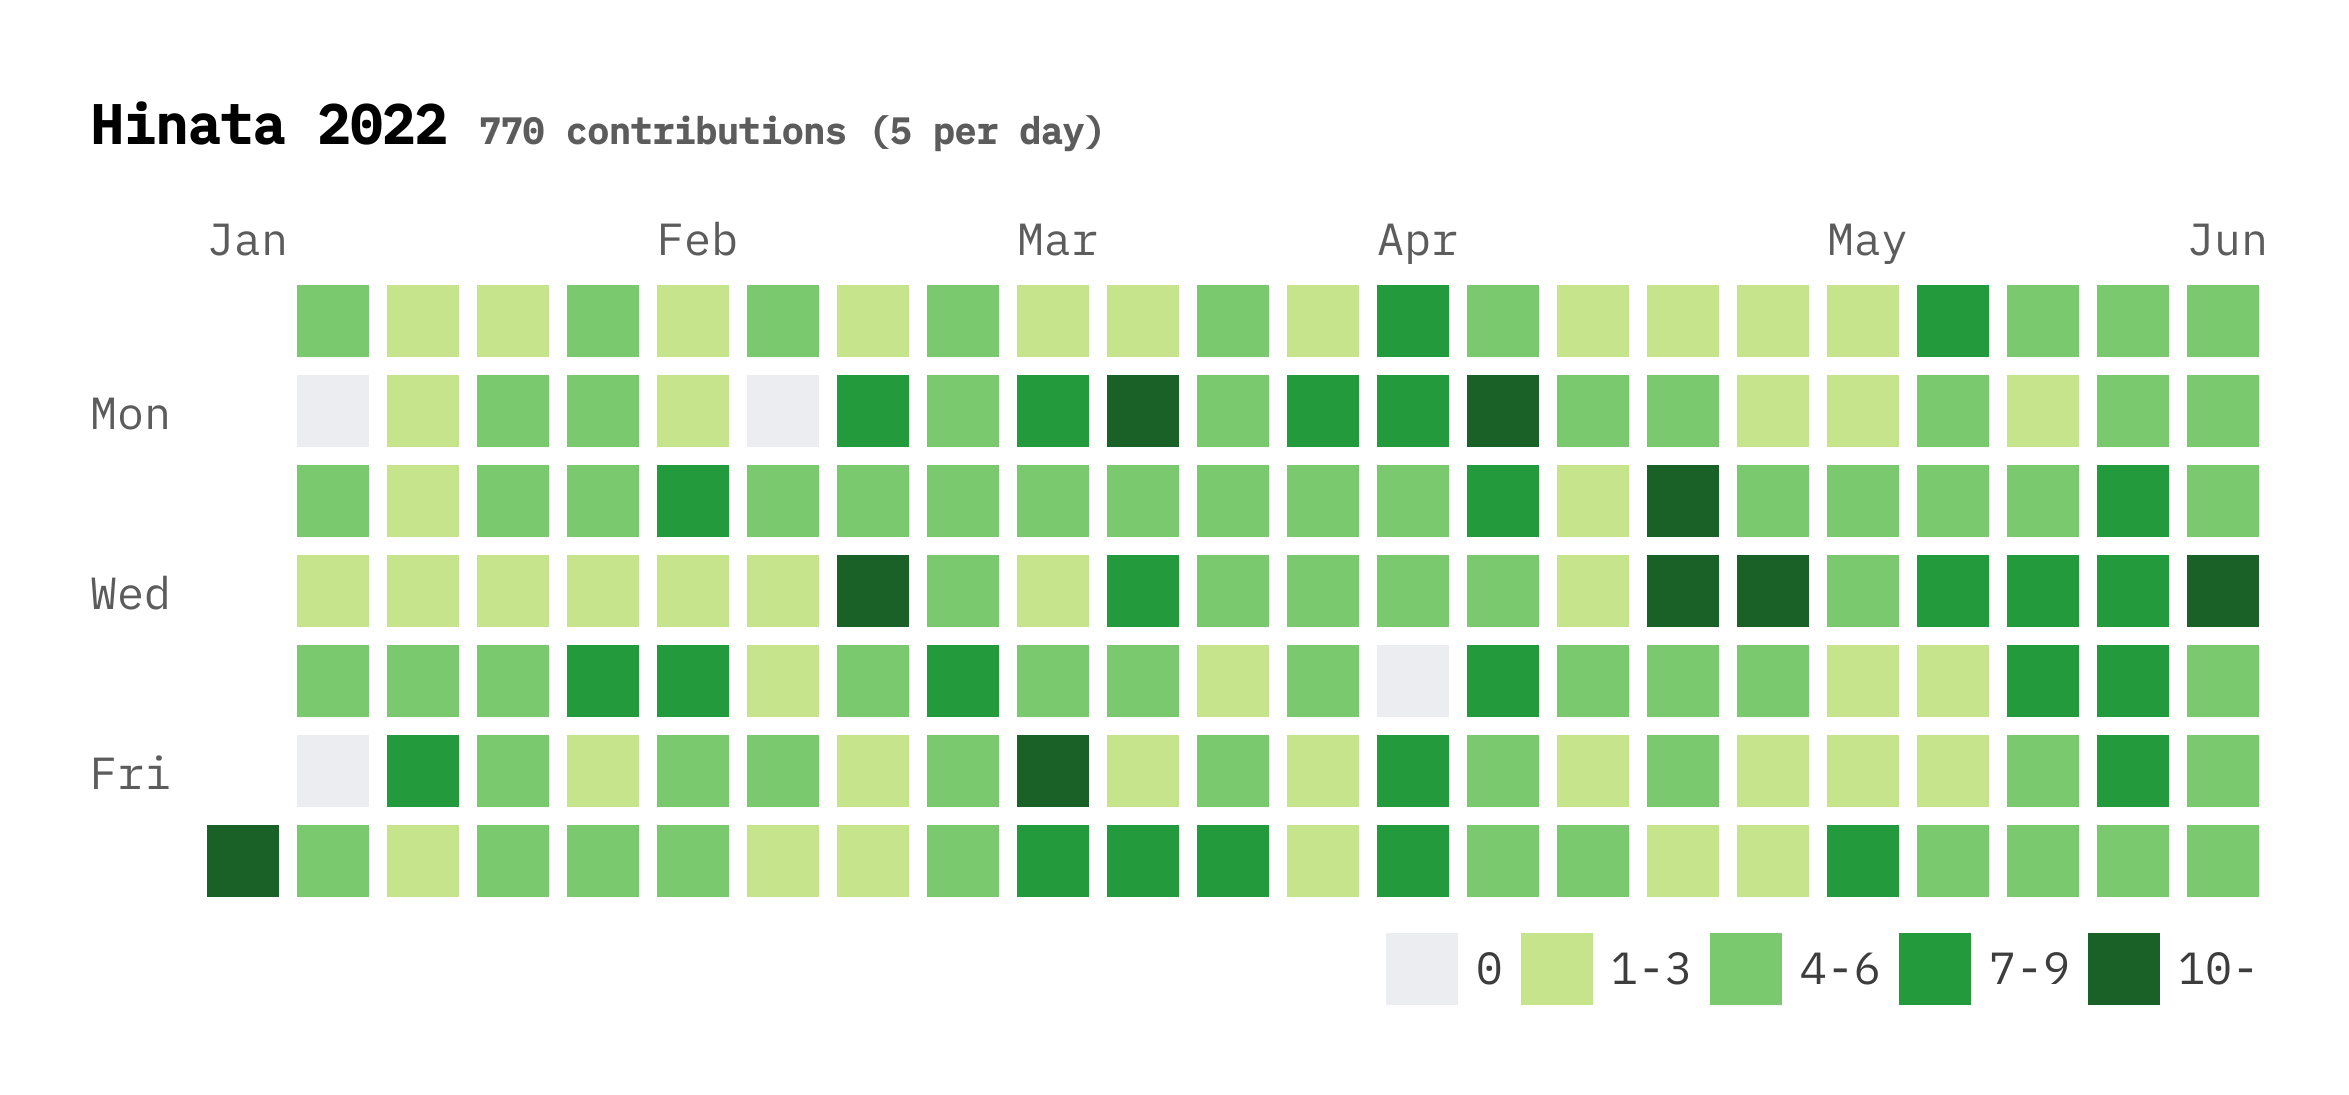 Hinata 2022 770 contributions (5 per day)
Jan Feb Mar Apr May Jun
Mon
Wed
Fri
0 1-3 4-6 7-9 10-